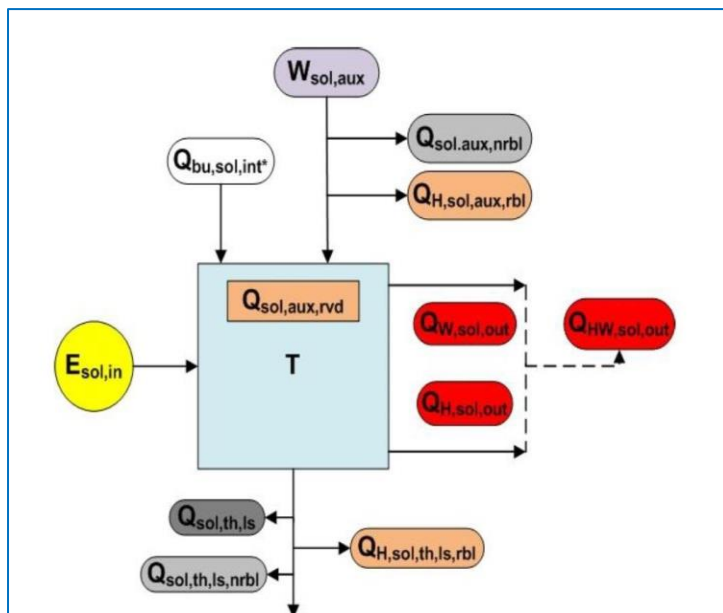 Wsol,aux
Qsol.aux,nrbl
Qbu,sol,int*
QH,sol,aux,rbl
Qsol,aux,rvd
QW,sol,out
QHW,sol,out
Esol,in
T
QH,sol,out
Qsol,th,ls
QH,sol,th,ls,rbl
Qsol,th,ls,nrbl